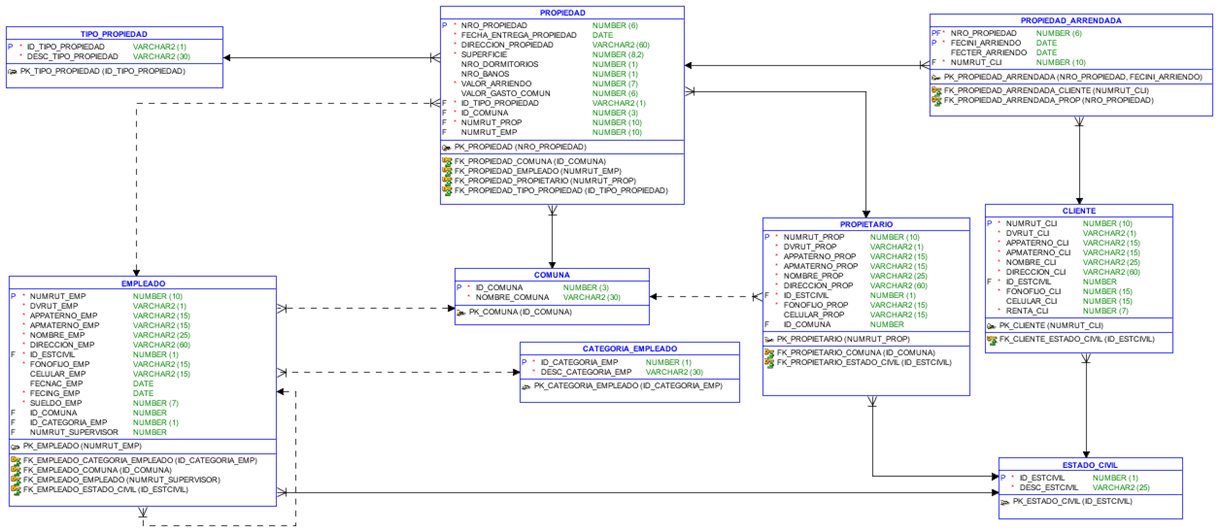 TIPO_PROPIEDAD
P * ID_TIPO_PROPIEDAD VARCHAR2 (1)
* DESC_TIPO_PROPIEDAD VARCHAR2 (30)
PK_TIPO_PROPIEDAD (ID_TIPO_PROPIEDAD)
PROPIEDAD
P * NRO_PROPIEDAD NUMBER (6)
* FECHA_ENTREGA_PROPIEDAD DATE
* DIRECCION_PROPIEDAD VARCHAR2 (60)
* SUPERFICIE NUMBER (8,2)
NRO_DORMITORIOS NUMBER (1)
NRO_BANOS NUMBER (1)
* VALOR_ARRIENDO NUMBER (7)
VALOR_GASTO_COMUN NUMBER (6)
F * ID_TIPO_PROPIEDAD VARCHAR2 (1)
F * ID_COMUNA NUMBER (3)
F * NUMRUT_PROP NUMBER (10)
F NUMRUT_EMP NUMBER (10)
PK_PROPIEDAD (NRO_PROPIEDAD)
FK_PROPIEDAD_COMUNA (ID_COMUNA)
FK_PROPIEDAD_EMPLEADO (NUMRUT_EMP)
FK_PROPIEDAD_PROPIETARIO (NUMRUT_PROP)
FK_PROPIEDAD_TIPO_PROPIEDAD (ID_TIPO_PROPIEDAD)
PROPIEDAD_ARRENDADA
PF* NRO_PROPIEDAD NUMBER (6)
P * FECINI_ARRIENDO DATE
FECTER_ARRIENDO DATE
F * NUMRUT_CLI NUMBER (10)
PK_PROPIEDAD_ARRENDADA (NRO_PROPIEDAD, FECINI_ARRIENDO)
FK_PROPIEDAD_ARRENDADA_CLIENTE (NUMRUT_CLI)
FK_PROPIEDAD_ARRENDADA_PROP (NRO_PROPIEDAD)
PROPIETARIO
P * NUMRUT_PROP NUMBER (10)
* DVRUT_PROP VARCHAR2 (1)
* APPATERNO_PROP VARCHAR2 (15)
* APMATERNO_PROP VARCHAR2 (15)
* NOMBRE_PROP VARCHAR2 (25)
* DIRECCION_PROP VARCHAR2 (60)
F * ID_ESTCIVIL NUMBER (1)
* FONOFIJO_PROP VARCHAR2 (15)
CELULAR_PROP VARCHAR2 (15)
F ID_COMUNA NUMBER
PK_PROPIETARIO (NUMRUT_PROP)
FK_PROPIETARIO_COMUNA (ID_COMUNA)
FK_PROPIETARIO_ESTADO_CIVIL (ID_ESTCIVIL)
CLIENTE
P * NUMRUT_CLI NUMBER (10)
* DVRUT_CLI VARCHAR2 (1)
* APPATERNO_CLI VARCHAR2 (15)
* APMATERNO_CLI VARCHAR2 (15)
* NOMBRE_CLI VARCHAR2 (25)
* DIRECCION_CLI VARCHAR2 (60)
F * ID_ESTCIVIL NUMBER
* FONOFIJO_CLI NUMBER (15)
CELULAR_CLI NUMBER (15)
* RENTA_CLI NUMBER (7)
PK_CLIENTE (NUMRUT_CLI)
FK_CLIENTE_ESTADO_CIVIL (ID_ESTCIVIL)
COMUNA
P * ID_COMUNA NUMBER (3)
* NOMBRE_COMUNA VARCHAR2 (30)
PK_COMUNA (ID_COMUNA)
EMPLEADO
P * NUMRUT_EMP NUMBER (10)
* DVRUT_EMP VARCHAR2 (1)
* APPATERNO_EMP VARCHAR2 (15)
* APMATERNO_EMP VARCHAR2 (15)
* NOMBRE_EMP VARCHAR2 (25)
* DIRECCION_EMP VARCHAR2 (60)
F * ID_ESTCIVIL NUMBER (1)
* FONOFIJO_EMP VARCHAR2 (15)
CELULAR_EMP VARCHAR2 (15)
FECNAC_EMP DATE
* FECING_EMP DATE
* SUELDO_EMP NUMBER (7)
F ID_COMUNA NUMBER
F ID_CATEGORIA_EMP NUMBER (1)
F NUMRUT_SUPERVISOR NUMBER
PK_EMPLEADO (NUMRUT_EMP)
FK_EMPLEADO_CATEGORIA_EMPLEADO (ID_CATEGORIA_EMP)
FK_EMPLEADO_COMUNA (ID_COMUNA)
FK_EMPLEADO_EMPLEADO (NUMRUT_SUPERVISOR)
FK_EMPLEADO_ESTADO_CIVIL (ID_ESTCIVIL)
CATEGORIA_EMPLEADO
P * ID_CATEGORIA_EMP NUMBER (1)
* DESC_CATEGORIA_EMP VARCHAR2 (30)
PK_CATEGORIA_EMPLEADO (ID_CATEGORIA_EMP)
ESTADO_CIVIL
P * ID_ESTCIVIL NUMBER (1)
* DESC_ESTCIVIL VARCHAR2 (25)
PK_ESTADO_CIVIL (ID_ESTCIVIL)